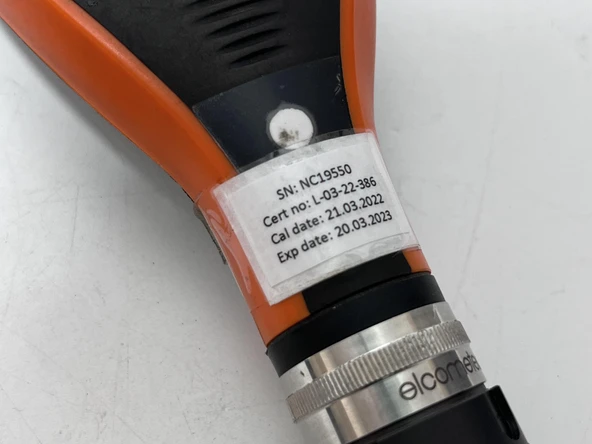 SN: NC19550
Cert no: L-03-22-386
Cal date: 21.03.2022
Exp date: 20.03.2023
elcomete